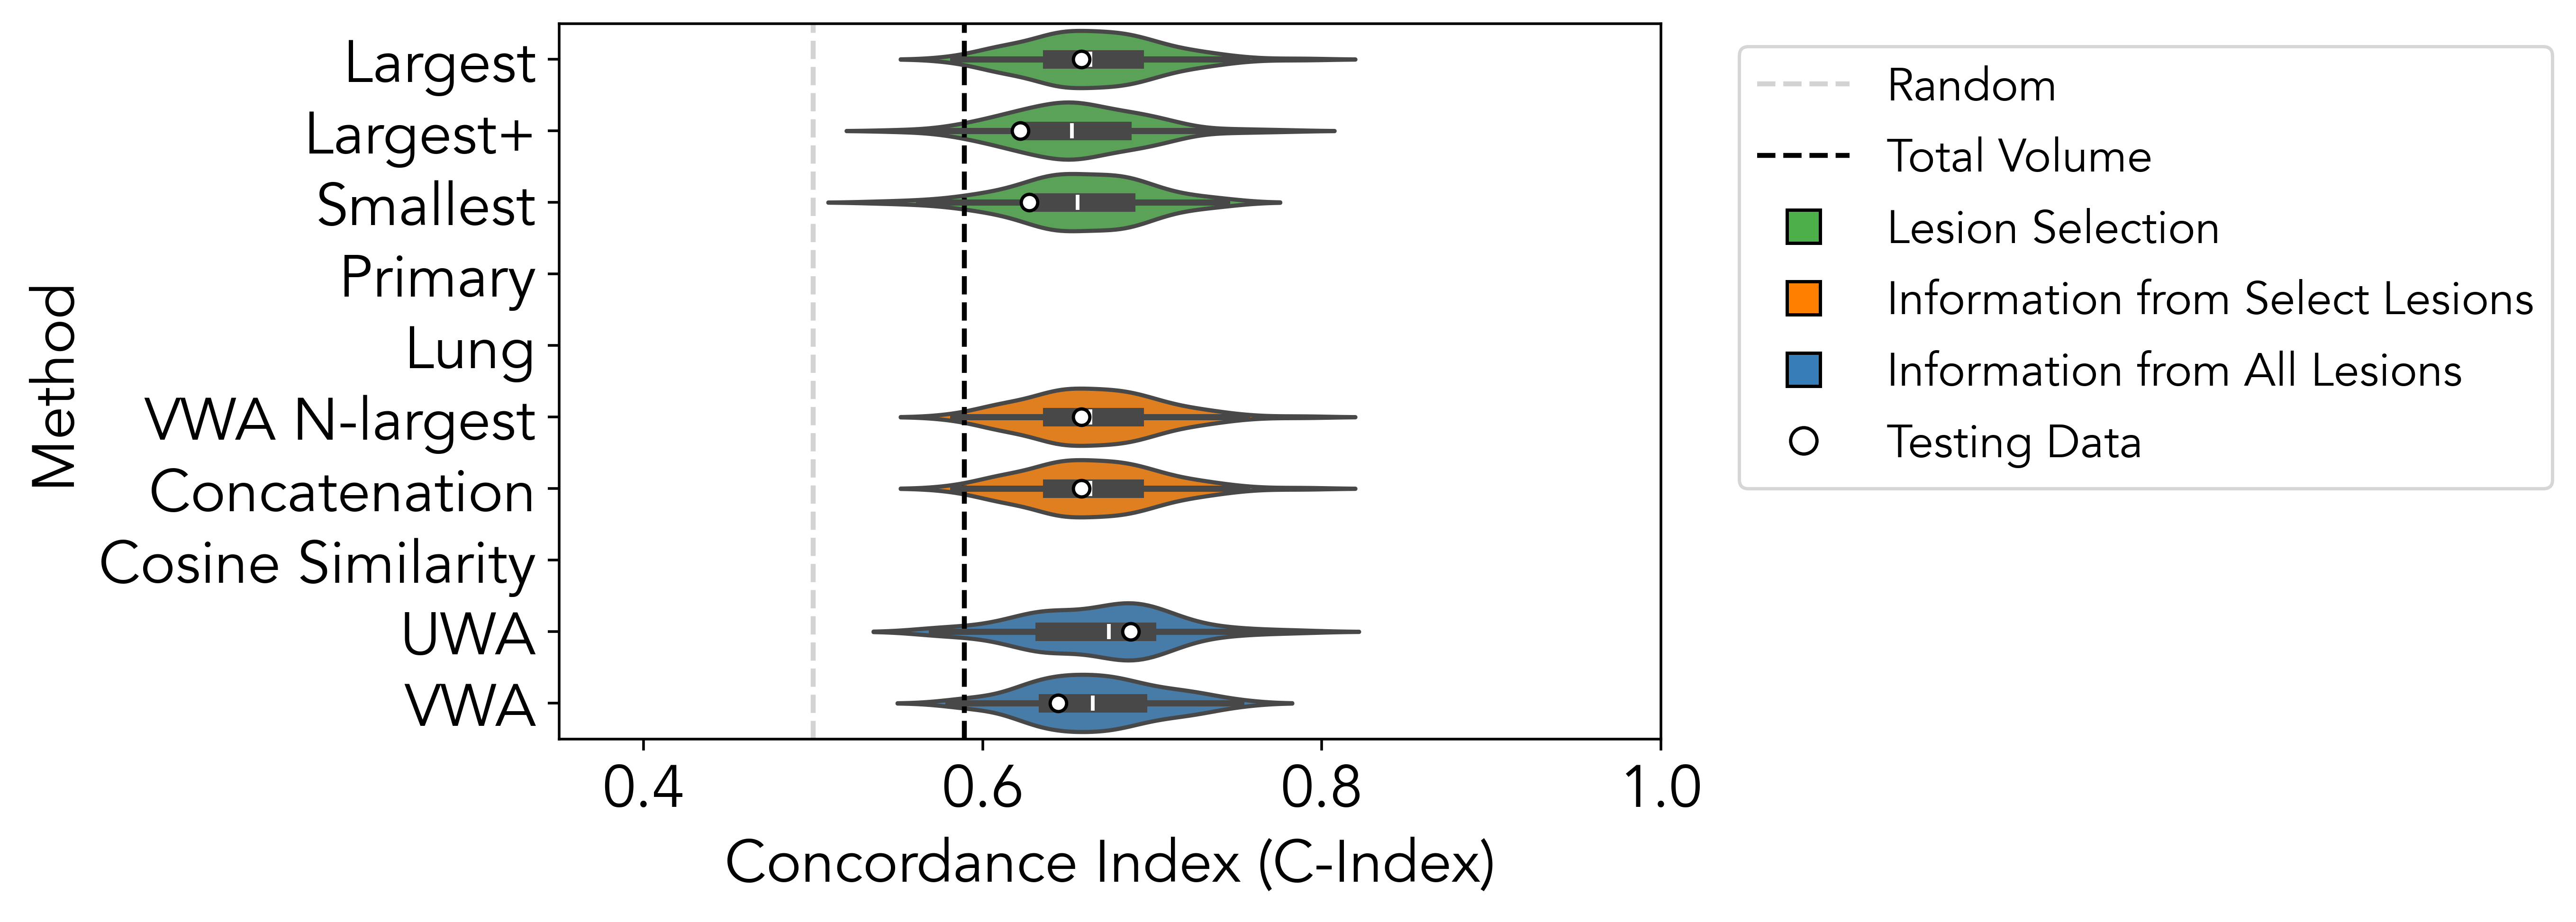 Largest
Largest+
Smallest
Primary
Lung
VWA N-largest
Concatenation
Cosine Similarity
UWA
VWA
Method
0.4 0.6 0.8 1.0
Concordance Index (C-Index)
Random
Total Volume
Lesion Selection
Information from Select Lesions
Information from All Lesions
Testing Data